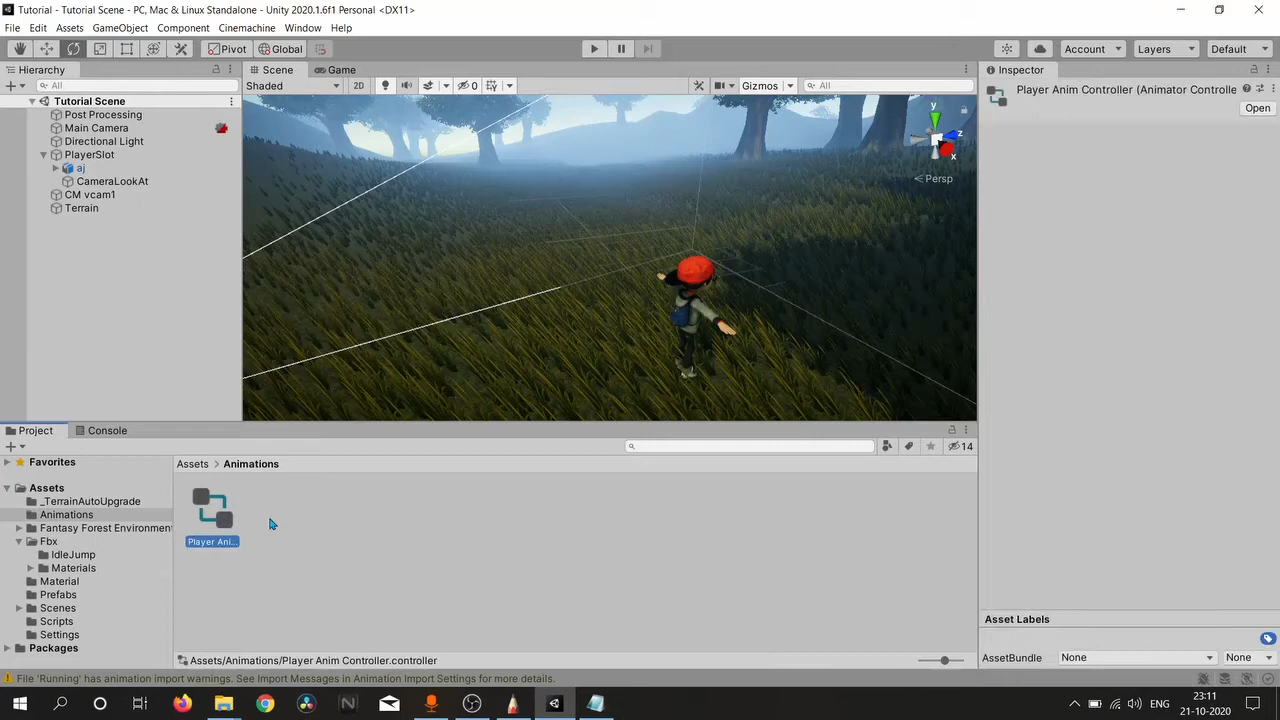 Tutorial - Tutorial Scene - PC, Mac & Linux Standalone - Unity 2020.1.6f1 Personal <DX11>
File Edit Assets GameObject Component Cinemachine Window Help
Pivot Global Account Layers Default
Hierarchy
All
Tutorial Scene
Post Processing
Main Camera
Directional Light
PlayerSlot
aj
CameraLookAt
CM vcam1
Terrain
Scene Game
Shaded 2D 0 Gizmos All
y
z
x
Persp
Inspector
Player Anim Controller (Animator Controlle
Open
Project Console
14
Favorites
Assets
_TerrainAutoUpgrade
Animations
Fantasy Forest Environment
Fbx
IdleJump
Materials
Material
Prefabs
Scenes
Scripts
Settings
Packages
Assets > Animations
Player Ani...
Assets/Animations/Player Anim Controller.controller
Asset Labels
AssetBundle None None
File 'Running' has animation import warnings. See Import Messages in Animation Import Settings for more details.
ENG
23:11
21-10-2020